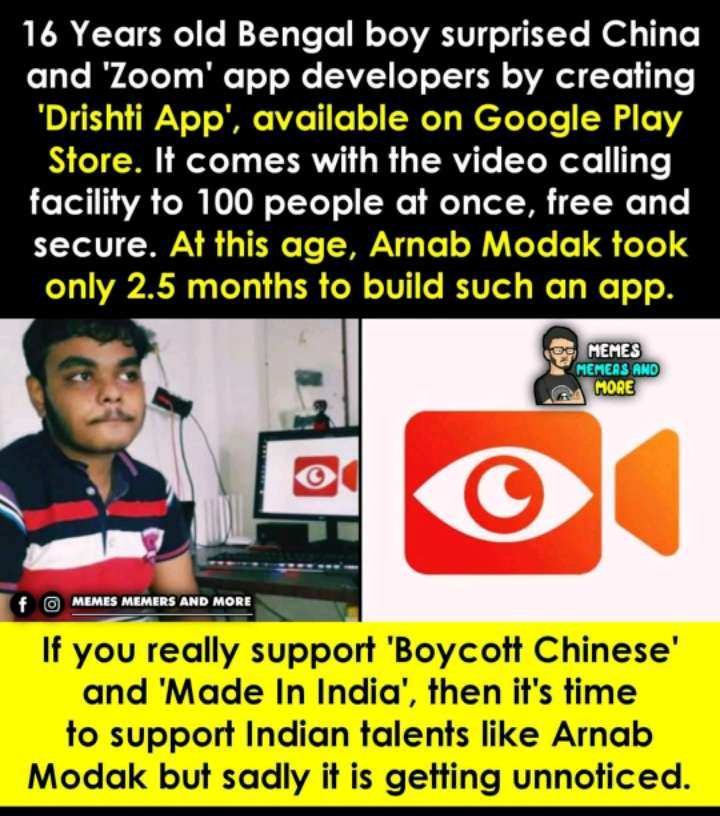 16 Years old Bengal boy surprised China
and 'Zoom' app developers by creating
'Drishti App', available on Google Play
Store. It comes with the video calling
facility to 100 people at once, free and
secure. At this age, Arnab Modak took
only 2.5 months to build such an app.
MEMES
MEMERS AND
MORE
f MEMES MEMERS AND MORE
If you really support 'Boycott Chinese'
and 'Made In India', then it's time
to support Indian talents like Arnab
Modak but sadly it is getting unnoticed.